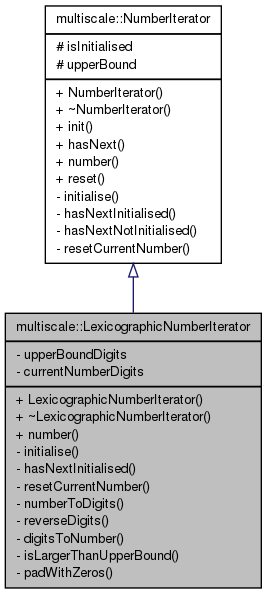 multiscale::NumberIterator
# isInitialised
# upperBound
+ NumberIterator()
+ ~NumberIterator()
+ init()
+ hasNext()
+ number()
+ reset()
- initialise()
- hasNextInitialised()
- hasNextNotInitialised()
- resetCurrentNumber()
multiscale::LexicographicNumberIterator
- upperBoundDigits
- currentNumberDigits
+ LexicographicNumberIterator()
+ ~LexicographicNumberIterator()
+ number()
- initialise()
- hasNextInitialised()
- resetCurrentNumber()
- numberToDigits()
- reverseDigits()
- digitsToNumber()
- isLargerThanUpperBound()
- padWithZeros()